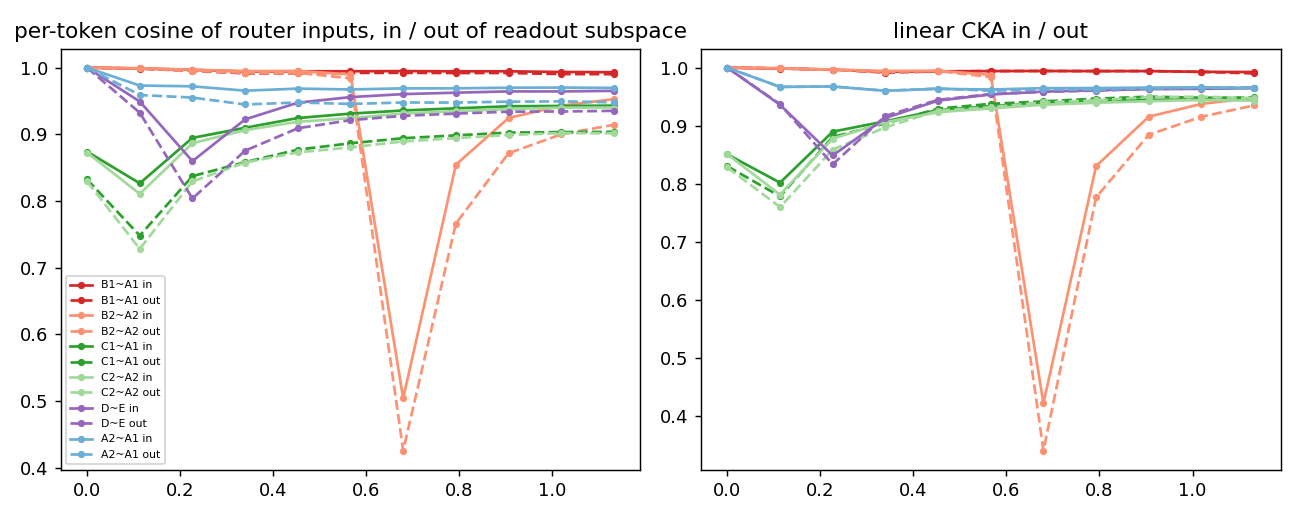 per-token cosine of router inputs, in / out of readout subspace
1.0
0.9
0.8
0.7
0.6
0.5
0.4
B1~A1 in
B1~A1 out
B2~A2 in
B2~A2 out
C1~A1 in
C1~A1 out
C2~A2 in
C2~A2 out
D~E in
D~E out
A2~A1 in
A2~A1 out
0.0 0.2 0.4 0.6 0.8 1.0
linear CKA in / out
1.0
0.9
0.8
0.7
0.6
0.5
0.4
0.0 0.2 0.4 0.6 0.8 1.0